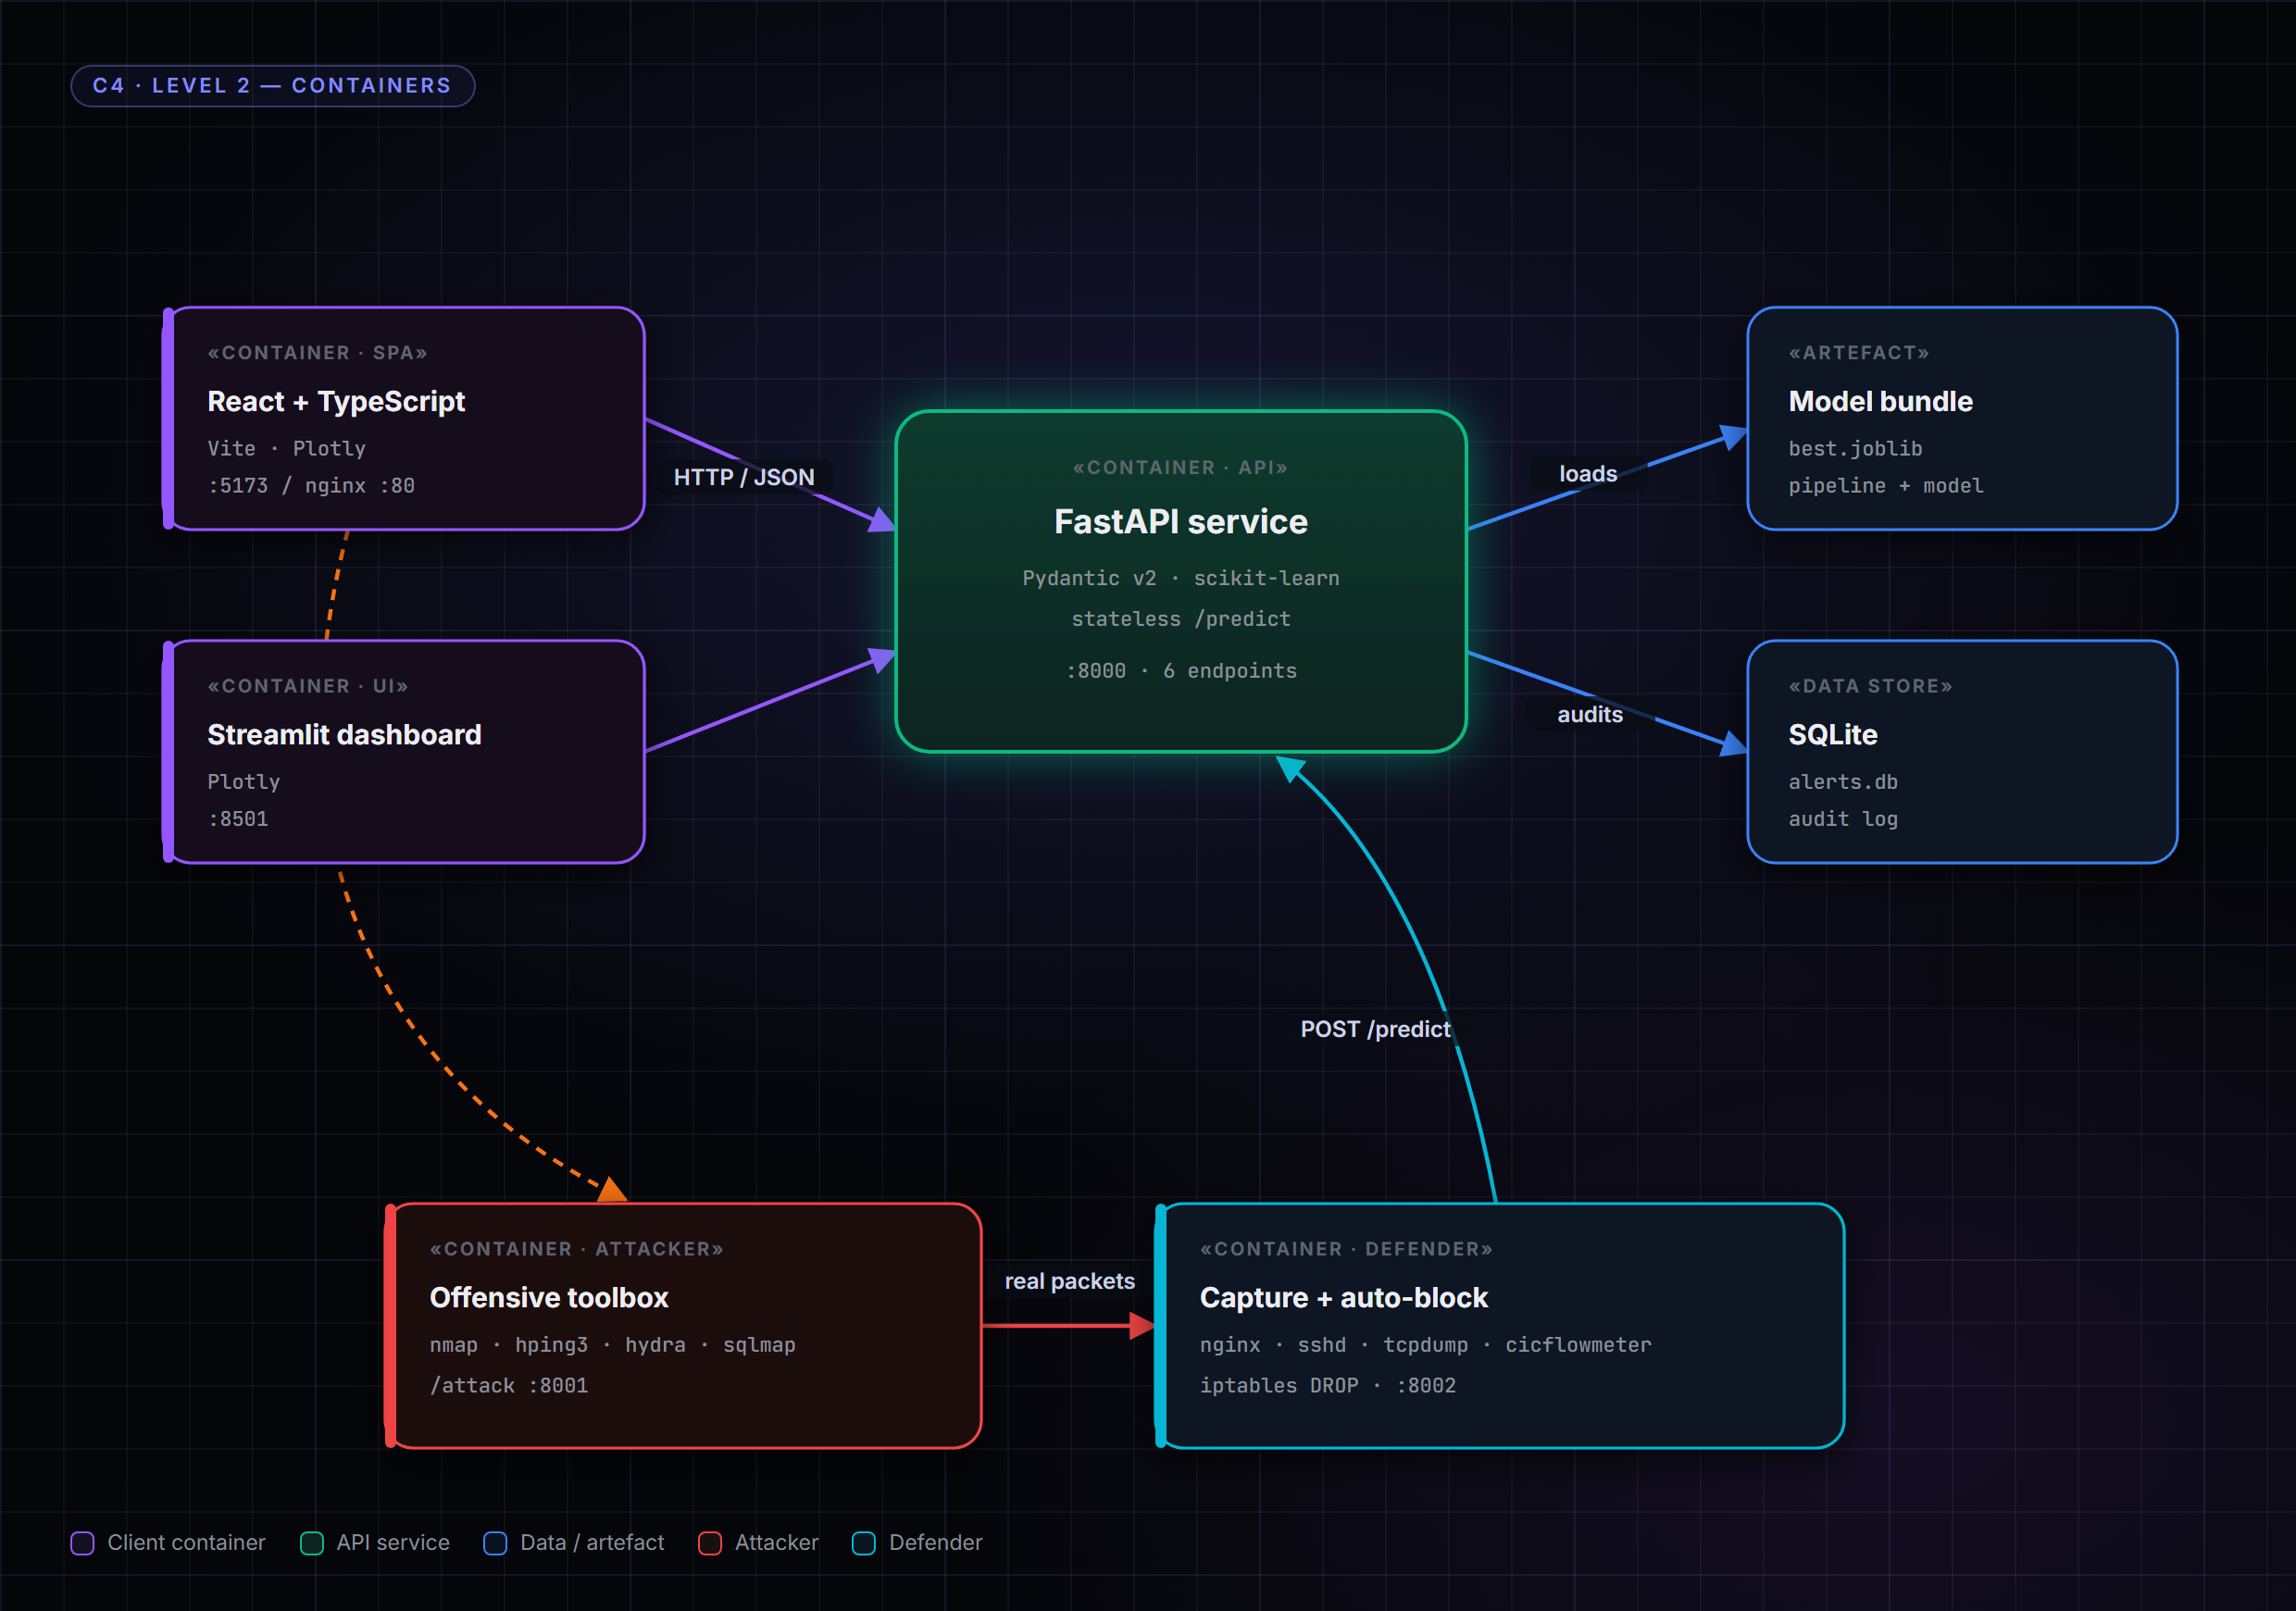 C4 · LEVEL 2 — CONTAINERS
«CONTAINER · SPA»
React + TypeScript
Vite · Plotly
:5173 / nginx :80
HTTP / JSON
«CONTAINER · API»
FastAPI service
Pydantic v2 · scikit-learn
stateless /predict
:8000 · 6 endpoints
loads
«ARTEFACT»
Model bundle
best.joblib
pipeline + model
«CONTAINER · UI»
Streamlit dashboard
Plotly
:8501
audits
«DATA STORE»
SQLite
alerts.db
audit log
POST /predict
«CONTAINER · ATTACKER»
Offensive toolbox
nmap · hping3 · hydra · sqlmap
/attack :8001
real packets
«CONTAINER · DEFENDER»
Capture + auto-block
nginx · sshd · tcpdump · cicflowmeter
iptables DROP · :8002
Client container
API service
Data / artefact
Attacker
Defender